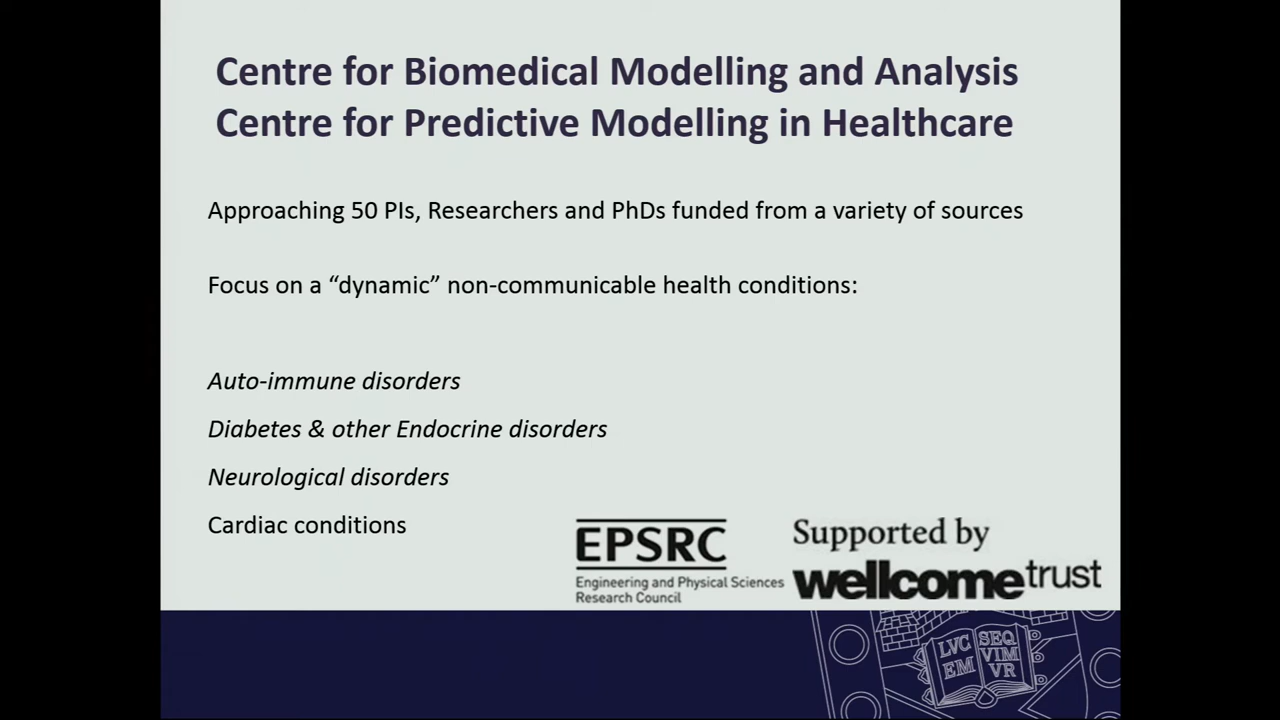 Centre for Biomedical Modelling and Analysis
Centre for Predictive Modelling in Healthcare
Approaching 50 PIs, Researchers and PhDs funded from a variety of sources
Focus on a “dynamic” non-communicable health conditions:
Auto-immune disorders
Diabetes & other Endocrine disorders
Neurological disorders
Cardiac conditions
EPSRC
Engineering and Physical Sciences
Research Council
Supported by
wellcometrust
LVC
EM
SEQ
VIM
VR